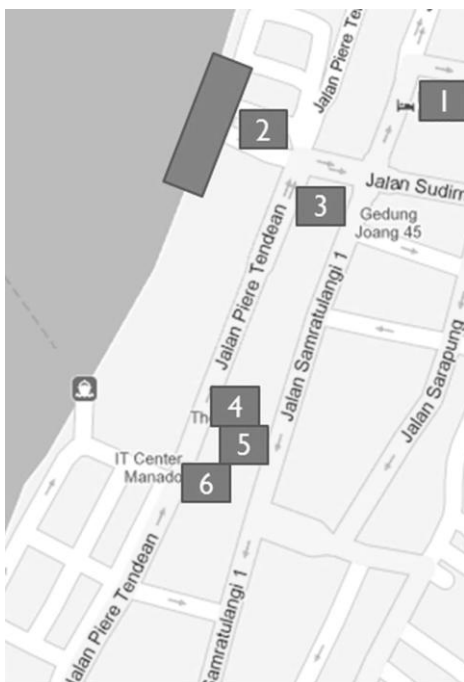 Jalan Piere Te
1
2
Jalan Sudirm
3
Gedung
Joang 45
Jalan Piere Tendean
Jalan Samratulangi 1
Jalan Sarapung
4
Th
5
IT Center
Manado
6
Jalan Piere Tendean
Samratulangi 1